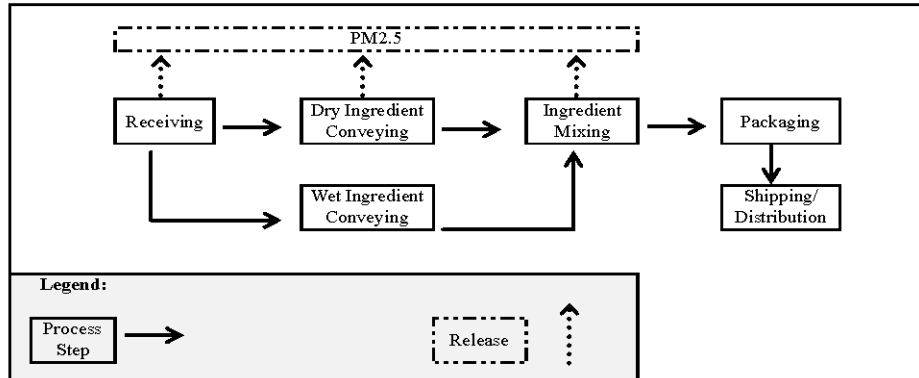 PM2.5
Receiving
Dry Ingredient
Conveying
Ingredient
Mixing
Packaging
Wet Ingredient
Conveying
Shipping/
Distribution
Legend:
Process
Step
Release